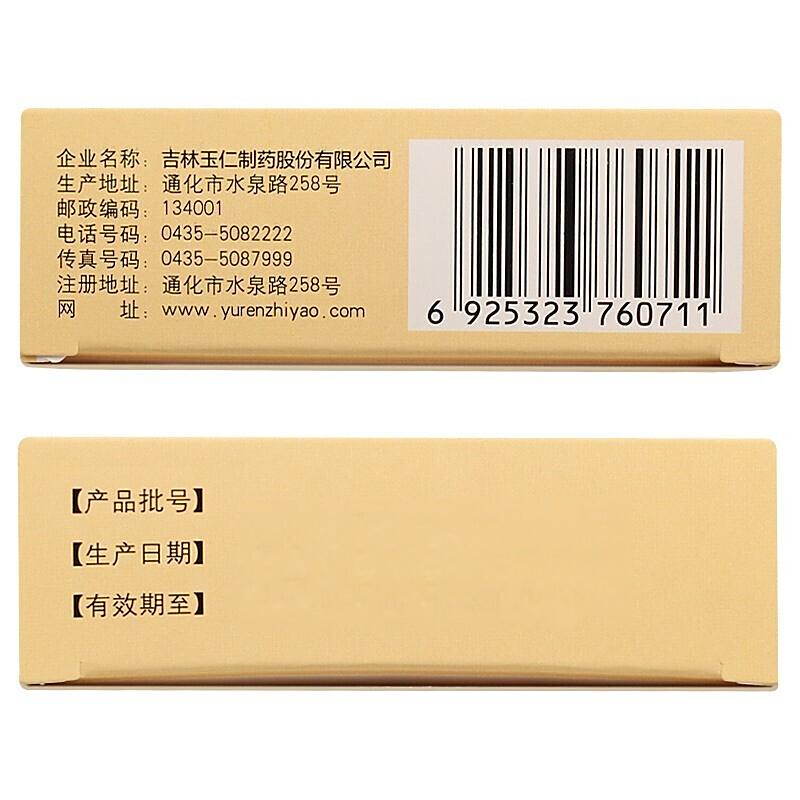 企业名称：吉林玉仁制药股份有限公司
生产地址：通化市水泉路258号
邮政编码：134001
电话号码：0435-5082222
传真号码：0435-5087999
注册地址：通化市水泉路258号
网　　址：www.yurenzhiyao.com
6 925323 760711
【产品批号】
【生产日期】
【有效期至】